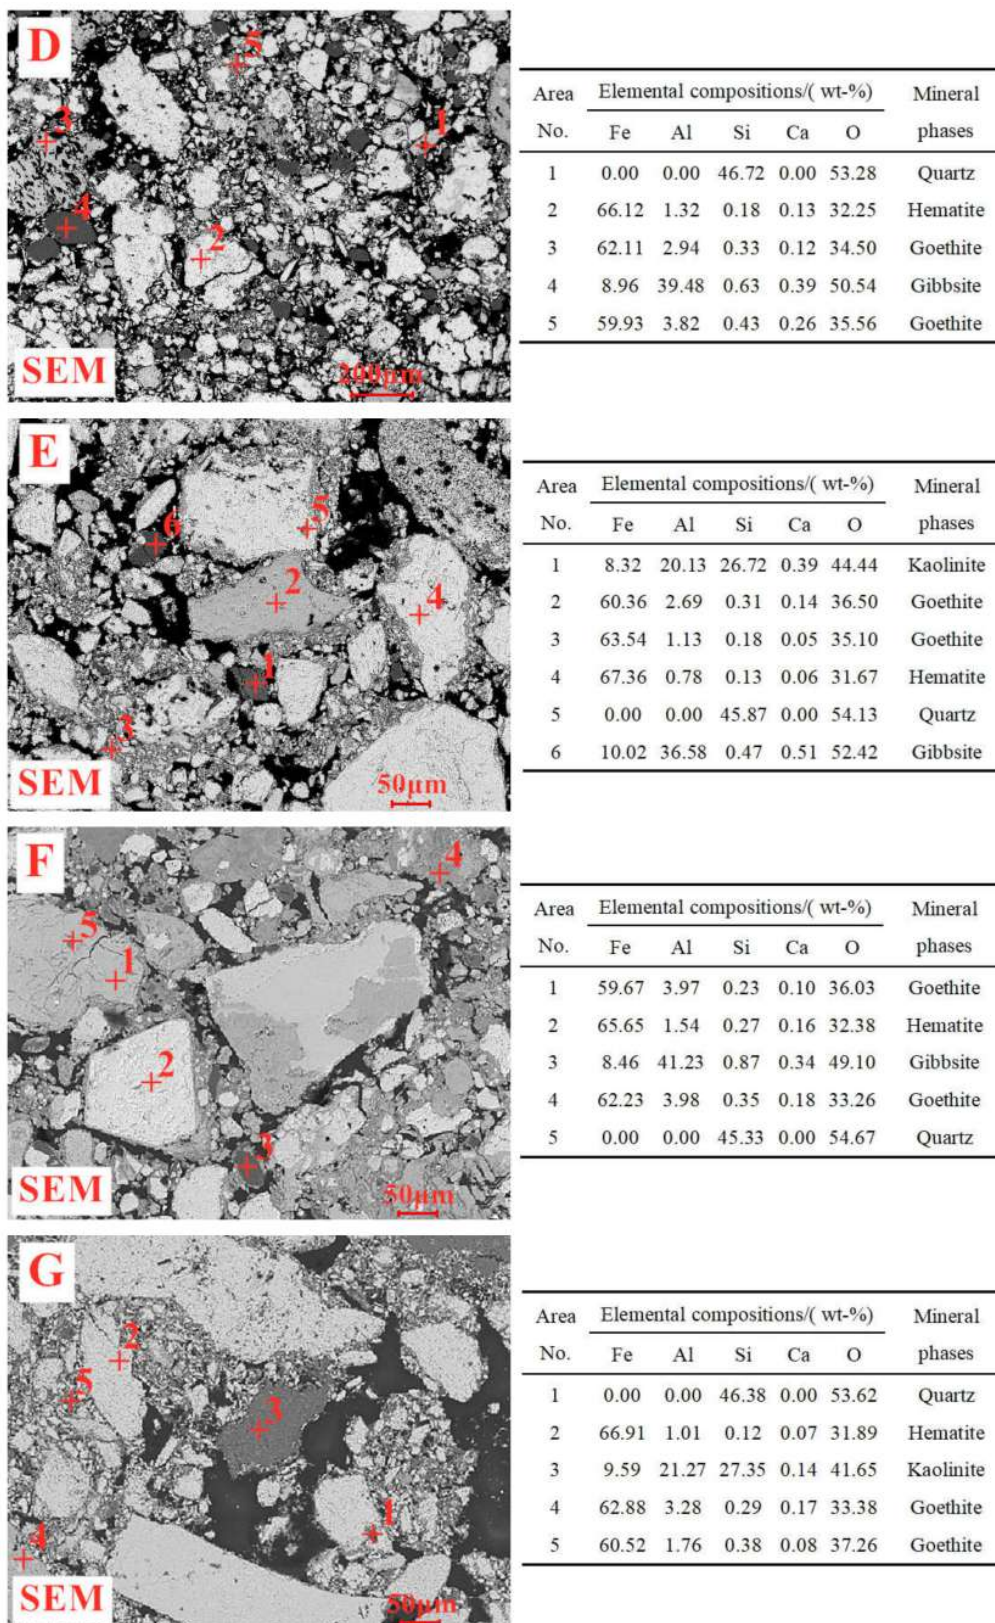 D
5
3
1
4
2
SEM
200μm
Area Elemental compositions/( wt-%) Mineral
No. Fe Al Si Ca O phases
1 0.00 0.00 46.72 0.00 53.28 Quartz
2 66.12 1.32 0.18 0.13 32.25 Hematite
3 62.11 2.94 0.33 0.12 34.50 Goethite
4 8.96 39.48 0.63 0.39 50.54 Gibbsite
5 59.93 3.82 0.43 0.26 35.56 Goethite
E
6
5
2
4
1
3
SEM
50μm
Area Elemental compositions/( wt-%) Mineral
No. Fe Al Si Ca O phases
1 8.32 20.13 26.72 0.39 44.44 Kaolinite
2 60.36 2.69 0.31 0.14 36.50 Goethite
3 63.54 1.13 0.18 0.05 35.10 Goethite
4 67.36 0.78 0.13 0.06 31.67 Hematite
5 0.00 0.00 45.87 0.00 54.13 Quartz
6 10.02 36.58 0.47 0.51 52.42 Gibbsite
F
4
5
1
2
3
SEM
50μm
Area Elemental compositions/( wt-%) Mineral
No. Fe Al Si Ca O phases
1 59.67 3.97 0.23 0.10 36.03 Goethite
2 65.65 1.54 0.27 0.16 32.38 Hematite
3 8.46 41.23 0.87 0.34 49.10 Gibbsite
4 62.23 3.98 0.35 0.18 33.26 Goethite
5 0.00 0.00 45.33 0.00 54.67 Quartz
G
2
5
3
1
4
SEM
50μm
Area Elemental compositions/( wt-%) Mineral
No. Fe Al Si Ca O phases
1 0.00 0.00 46.38 0.00 53.62 Quartz
2 66.91 1.01 0.12 0.07 31.89 Hematite
3 9.59 21.27 27.35 0.14 41.65 Kaolinite
4 62.88 3.28 0.29 0.17 33.38 Goethite
5 60.52 1.76 0.38 0.08 37.26 Goethite